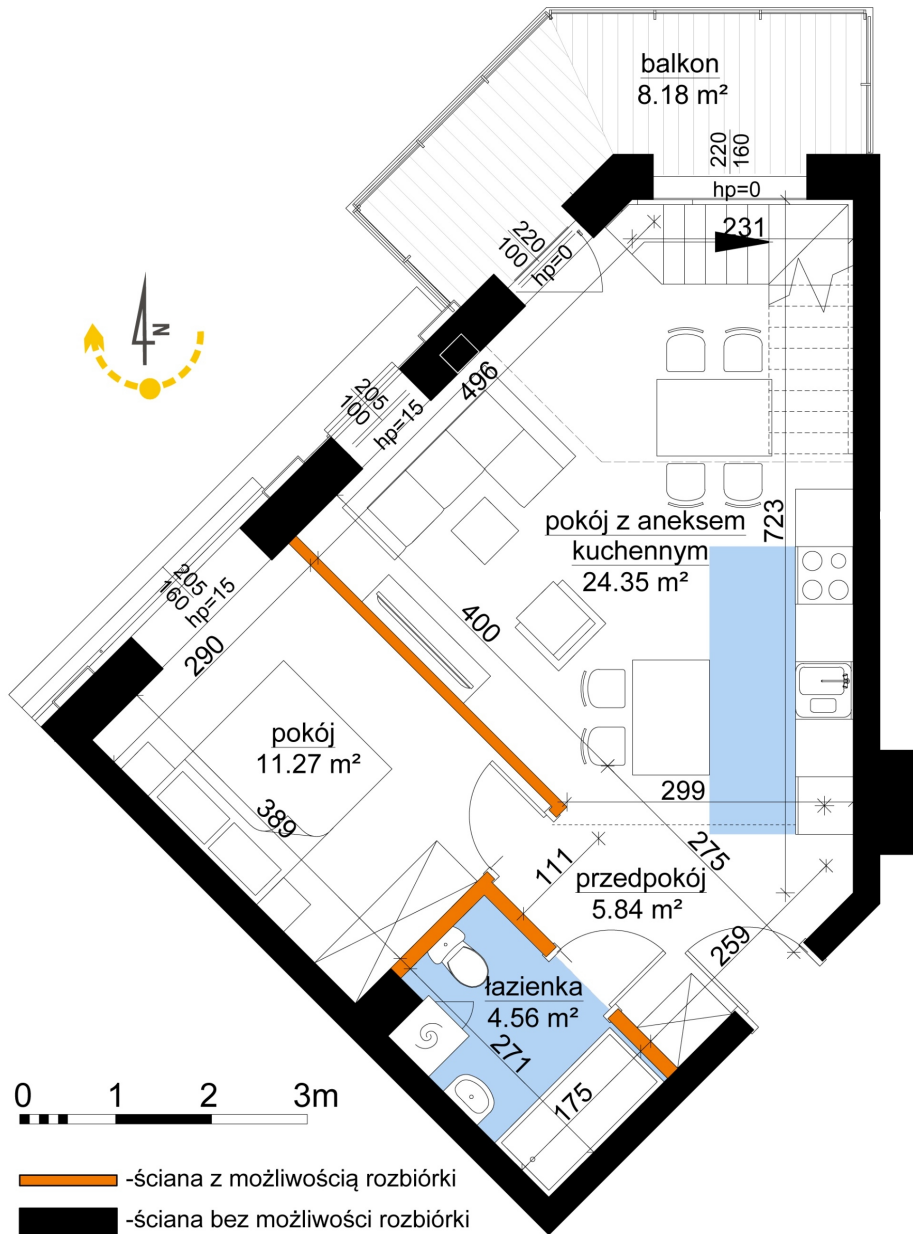 balkon
8.18 m²
220
160
hp=0
231
220
100
hp=0
N
496
205
100
hp=15
pokój z aneksem
kuchennym
24.35 m²
723
205
160
hp=15
290
400
pokój
11.27 m²
389
299
275
111
przedpokój
5.84 m²
259
łazienka
4.56 m²
271
175
0 1 2 3m
-ściana z możliwością rozbiórki
-ściana bez możliwości rozbiórki